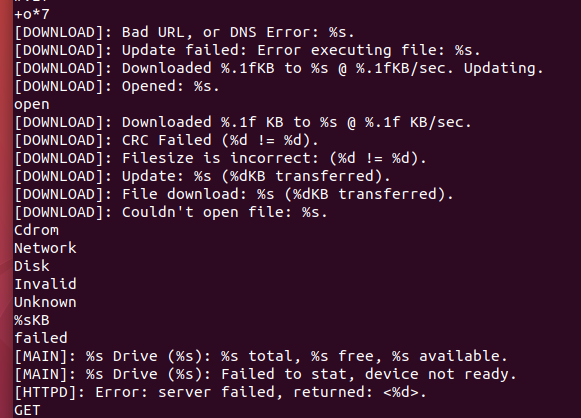 +o*7
[DOWNLOAD]: Bad URL, or DNS Error: %s.
[DOWNLOAD]: Update failed: Error executing file: %s.
[DOWNLOAD]: Downloaded %.1fKB to %s @ %.1fKB/sec. Updating.
[DOWNLOAD]: Opened: %s.
open
[DOWNLOAD]: Downloaded %.1f KB to %s @ %.1f KB/sec.
[DOWNLOAD]: CRC Failed (%d != %d).
[DOWNLOAD]: Filesize is incorrect: (%d != %d).
[DOWNLOAD]: Update: %s (%dKB transferred).
[DOWNLOAD]: File download: %s (%dKB transferred).
[DOWNLOAD]: Couldn't open file: %s.
Cdrom
Network
Disk
Invalid
Unknown
%sKB
failed
[MAIN]: %s Drive (%s): %s total, %s free, %s available.
[MAIN]: %s Drive (%s): Failed to stat, device not ready.
[HTTPD]: Error: server failed, returned: <%d>.
GET